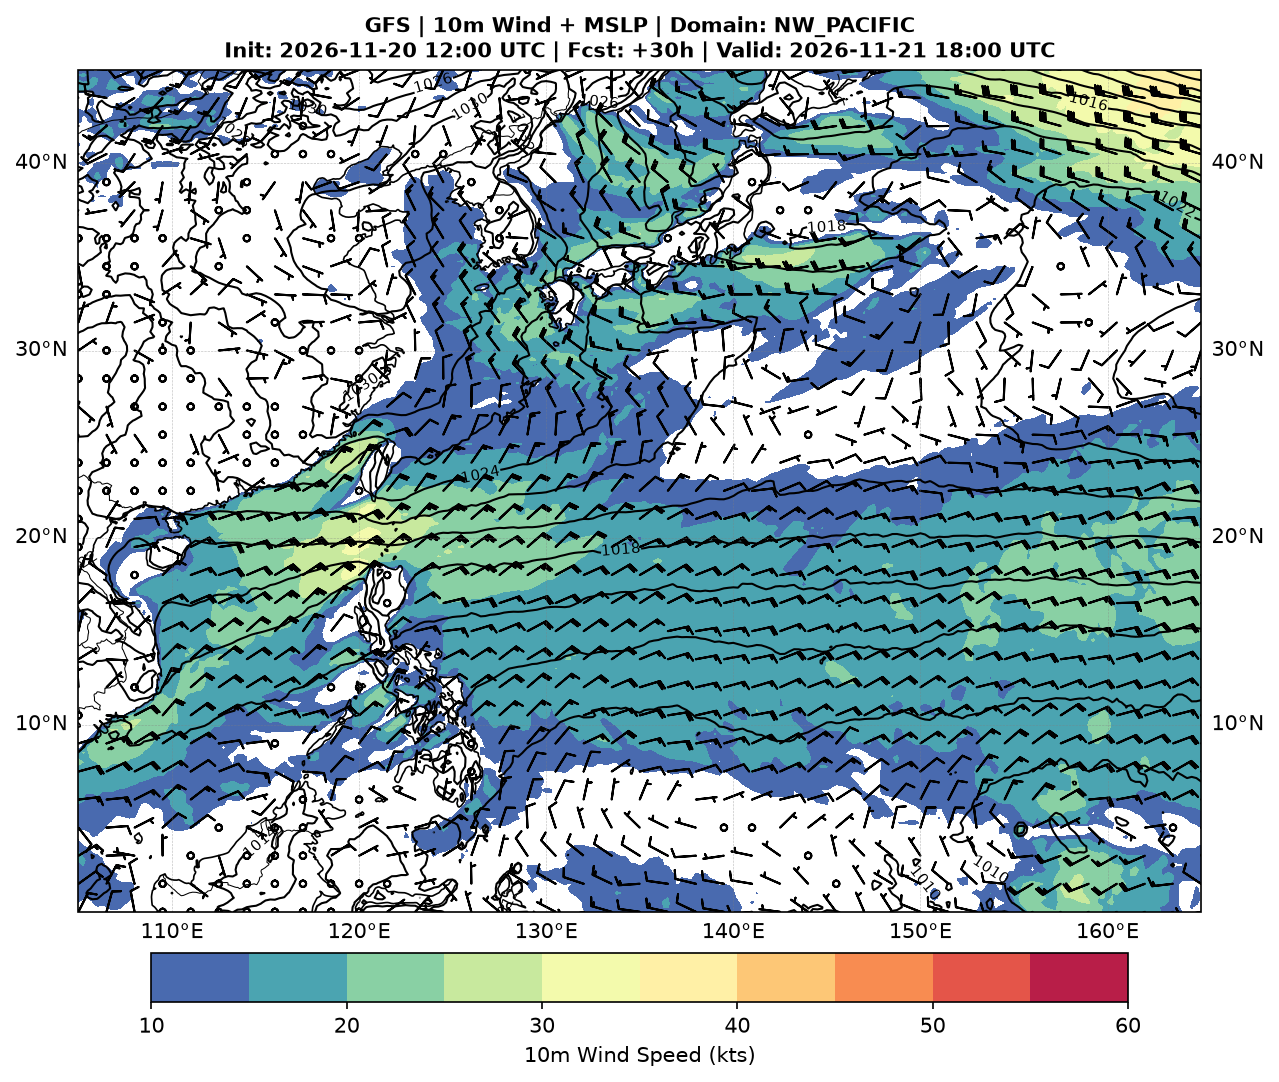 GFS | 10m Wind + MSLP | Domain: NW_PACIFIC
Init: 2026-11-20 12:00 UTC | Fcst: +30h | Valid: 2026-11-21 18:00 UTC
1016
1018
1024
1018
1010
40°N
30°N
20°N
10°N
40°N
30°N
20°N
10°N
110°E
120°E
130°E
140°E
150°E
160°E
10
20
30
40
50
60
10m Wind Speed (kts)